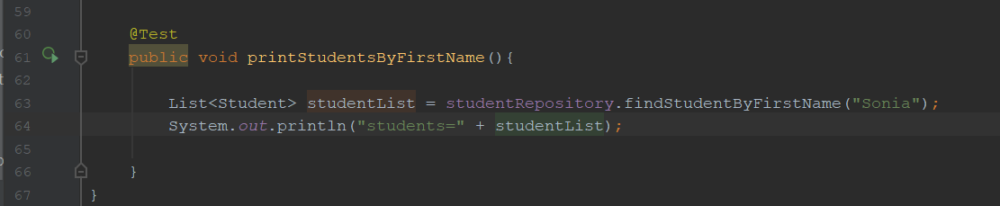 59
60 @Test
61 public void printStudentsByFirstName(){
62
63 List<Student> studentList = studentRepository.findStudentByFirstName("Sonia");
64 System.out.println("students=" + studentList);
65
66 }
67 }